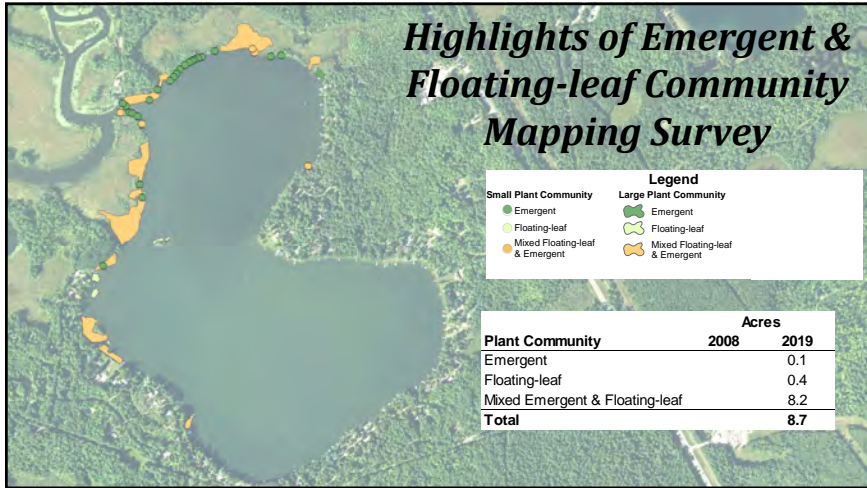 Highlights of Emergent &
Floating-leaf Community
Mapping Survey
Legend
Small Plant Community
Large Plant Community
Emergent
Emergent
Floating-leaf
Floating-leaf
Mixed Floating-leaf
& Emergent
Mixed Floating-leaf
& Emergent
Acres
Plant Community 2008 2019
Emergent 0.1
Floating-leaf 0.4
Mixed Emergent & Floating-leaf 8.2
Total 8.7